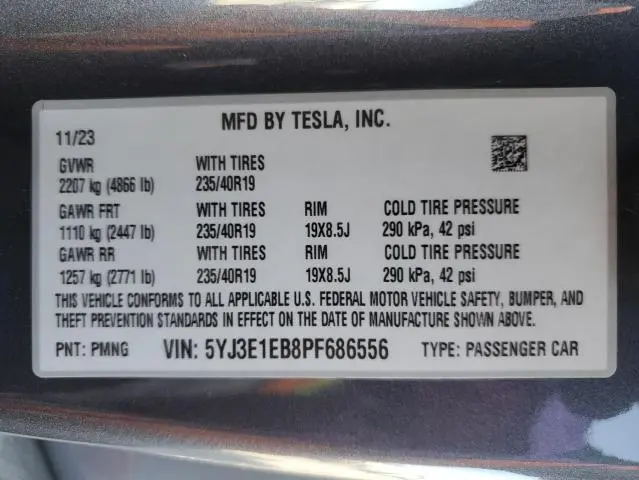 MFD BY TESLA, INC.
11/23
GVWR WITH TIRES
2207 kg (4866 lb) 235/40R19
GAWR FRT WITH TIRES RIM COLD TIRE PRESSURE
1110 kg (2447 lb) 235/40R19 19X8.5J 290 kPa, 42 psi
GAWR RR WITH TIRES RIM COLD TIRE PRESSURE
1257 kg (2771 lb) 235/40R19 19X8.5J 290 kPa, 42 psi
THIS VEHICLE CONFORMS TO ALL APPLICABLE U.S. FEDERAL MOTOR VEHICLE SAFETY, BUMPER, AND
THEFT PREVENTION STANDARDS IN EFFECT ON THE DATE OF MANUFACTURE SHOWN ABOVE.
PNT: PMNG VIN: 5YJ3E1EB8PF686556 TYPE: PASSENGER CAR